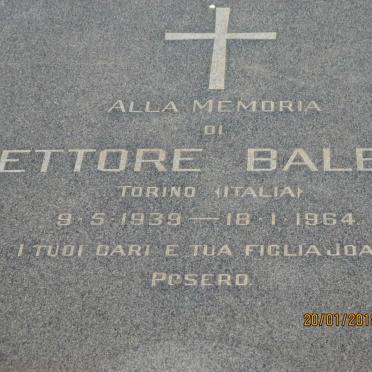 ALLA MEMORIA
DI
ETTORE BALE
TORINO (ITALIA)
9·5·1939 — 18·1·1964
I TUOI CARI E TUA FIGLIA JOA
POSERO.
20/01/201